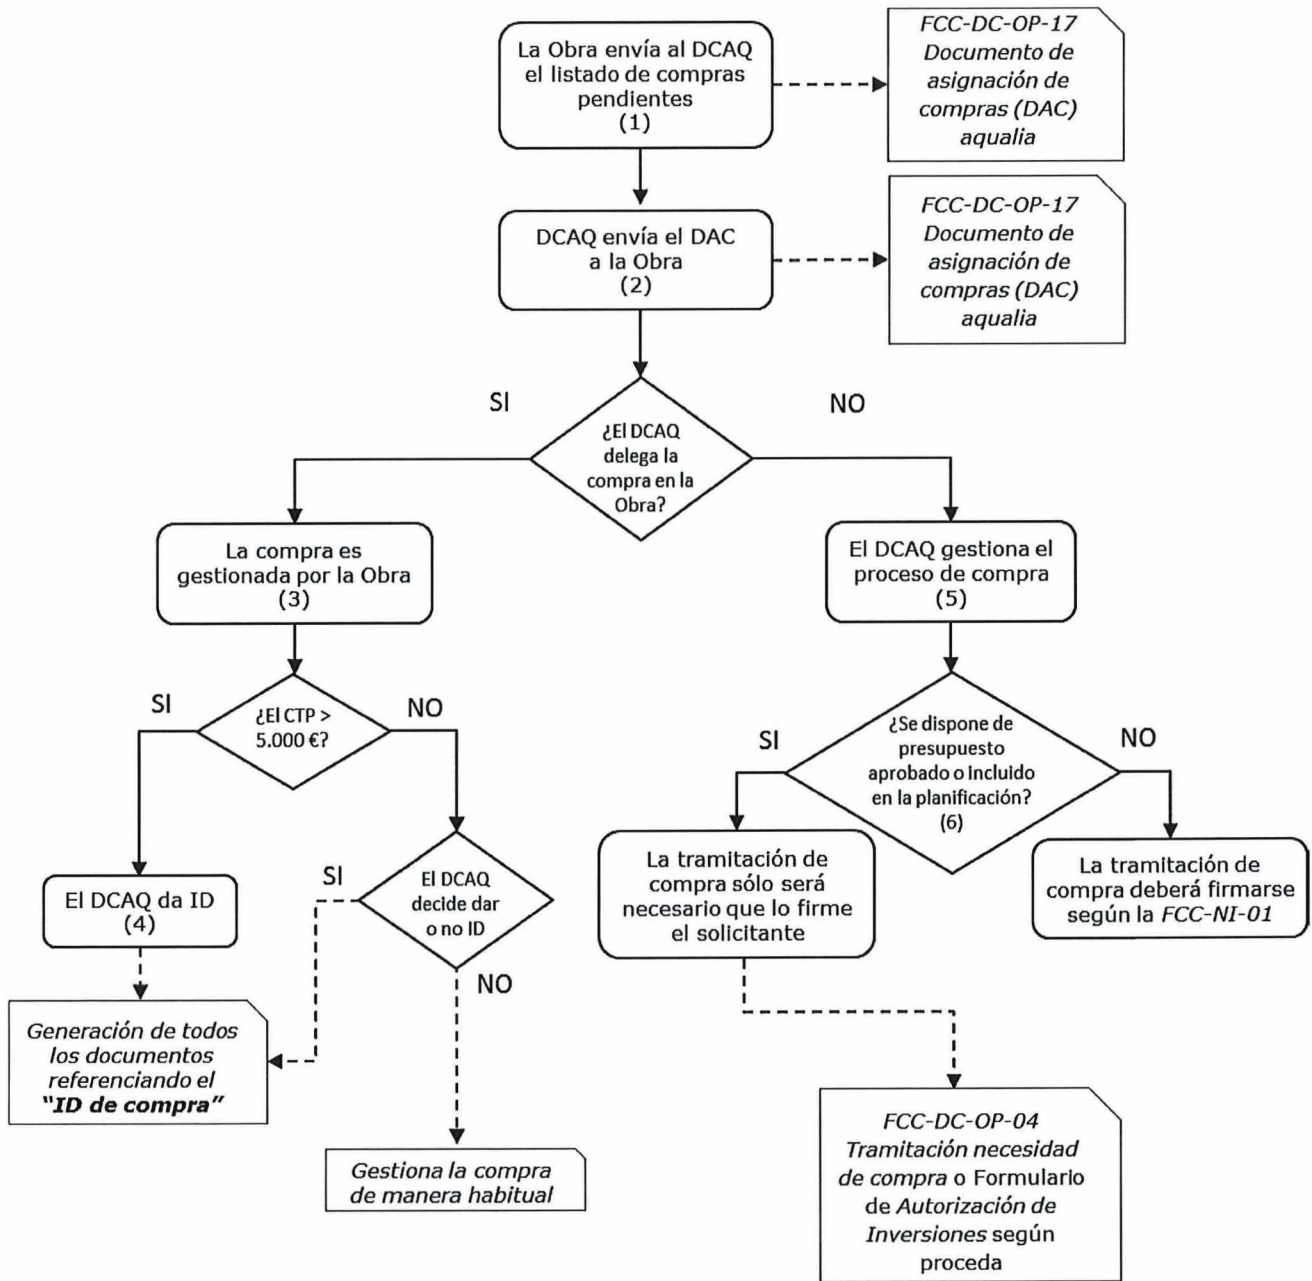 La Obra envía al DCAQ
el listado de compras
pendientes
(1)
FCC-DC-OP-17
Documento de
asignación de
compras (DAC)
aqualia
DCAQ envía el DAC
a la Obra
(2)
FCC-DC-OP-17
Documento de
asignación de
compras (DAC)
aqualia
SI
NO
¿El DCAQ
delega la
compra en la
Obra?
La compra es
gestionada por la Obra
(3)
El DCAQ gestiona el
proceso de compra
(5)
SI
NO
¿El CTP >
5.000 €?
SI
NO
¿Se dispone de
presupuesto
aprobado o incluido
en la planificación?
(6)
El DCAQ da ID
(4)
SI
El DCAQ
decide dar
o no ID
NO
La tramitación de
compra sólo será
necesario que lo firme
el solicitante
La tramitación de
compra deberá firmarse
según la FCC-NI-01
Generación de todos
los documentos
referenciando el
“ID de compra”
Gestiona la compra
de manera habitual
FCC-DC-OP-04
Tramitación necesidad
de compra o Formulario
de Autorización de
Inversiones según
proceda